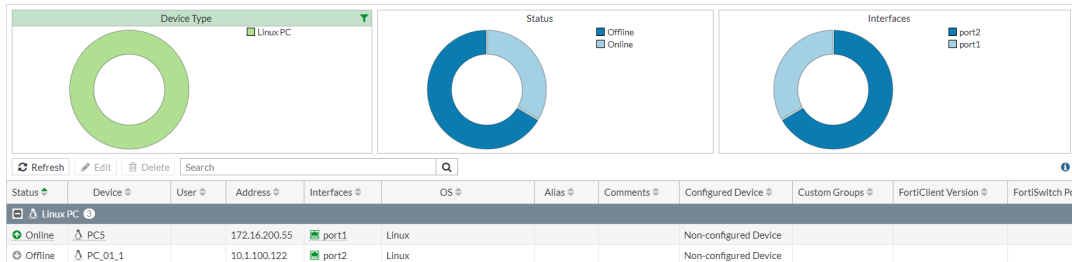 Device Type
Linux PC
Status
Offline
Online
Interfaces
port2
port1
Refresh Edit Delete Search
Status Device User Address Interfaces OS Alias Comments Configured Device Custom Groups FortiClient Version FortiSwitch Po
Linux PC 3
Online PC5 172.16.200.55 port1 Linux Non-configured Device
Offline PC_01_1 10.1.100.122 port2 Linux Non-configured Device